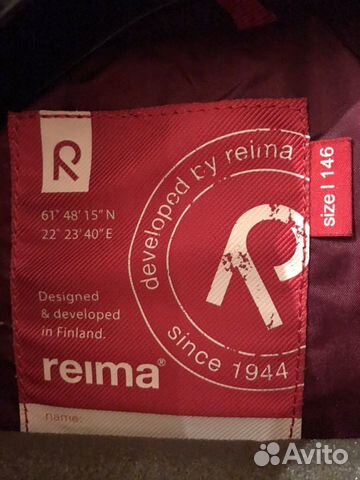 R
61° 48' 15" N
22° 23' 40" E
Designed
& developed
in Finland.
reima®
name:
developed by reima
R
since 1944
size | 146
Avito